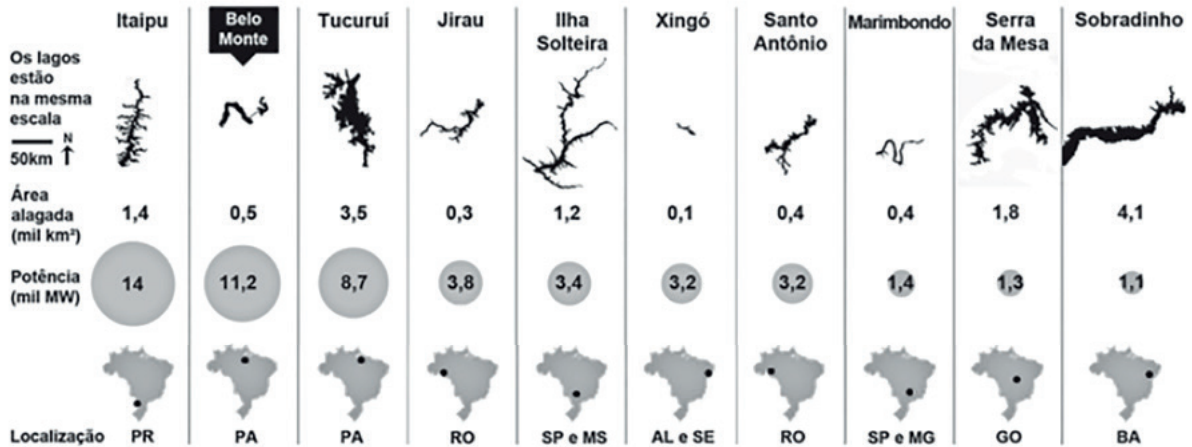 Itaipu Belo Monte Tucuruí Jirau Ilha Solteira Xingó Santo Antônio Marimbondo Serra da Mesa Sobradinho
Os lagos
estão
na mesma
escala
N
50km
Área
alagada
(mil km²)
1,4 0,5 3,5 0,3 1,2 0,1 0,4 0,4 1,8 4,1
Potência
(mil MW)
14 11,2 8,7 3,8 3,4 3,2 3,2 1,4 1,3 1,1
Localização PR PA PA RO SP e MS AL e SE RO SP e MG GO BA